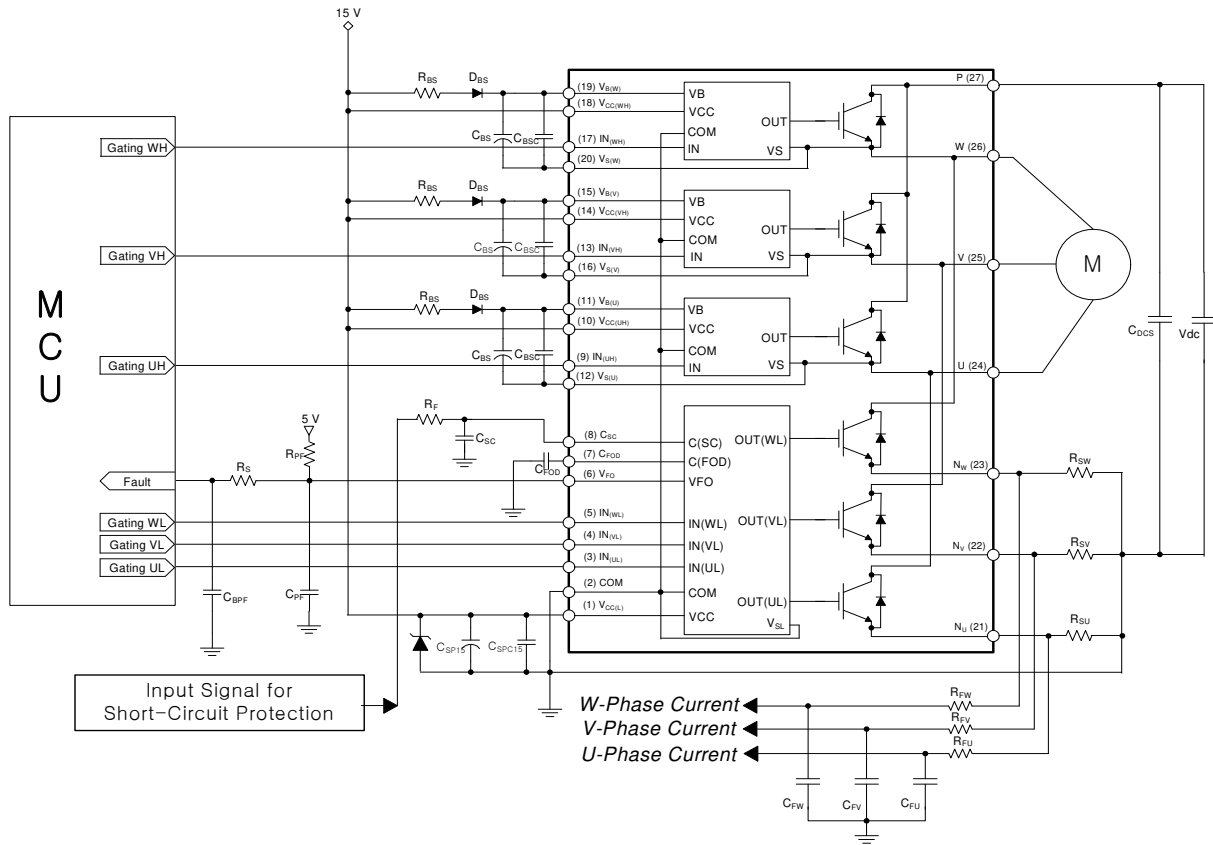 15 V
MCU
Gating WH
Gating VH
Gating UH
Fault
Gating WL
Gating VL
Gating UL
RBS
DBS
CBS
CBSC
(19) VB(W)
(18) VCC(WH)
(17) IN(WH)
(20) VS(W)
VB
VCC
COM
IN
OUT
VS
RBS
DBS
CBS
CBSC
(15) VB(V)
(14) VCC(VH)
(13) IN(VH)
(16) VS(V)
VB
VCC
COM
IN
OUT
VS
RBS
DBS
CBS
CBSC
(11) VB(U)
(10) VCC(UH)
(9) IN(UH)
(12) VS(U)
VB
VCC
COM
IN
OUT
VS
RF
CSC
5 V
RPF
RS
CFOD
CBPF
CPF
(8) CSC
(7) CFOD
(6) VFO
(5) IN(WL)
(4) IN(VL)
(3) IN(UL)
(2) COM
(1) VCC(L)
C(SC)
C(FOD)
VFO
IN(WL)
IN(VL)
IN(UL)
COM
VCC
OUT(WL)
OUT(VL)
OUT(UL)
VSL
CSP15
CSPC15
P (27)
W (26)
V (25)
U (24)
NW (23)
NV (22)
NU (21)
M
CDCS
Vdc
RSW
RSV
RSU
Input Signal for
Short-Circuit Protection
W-Phase Current
V-Phase Current
U-Phase Current
RFW
RFV
RFU
CFW
CFV
CFU